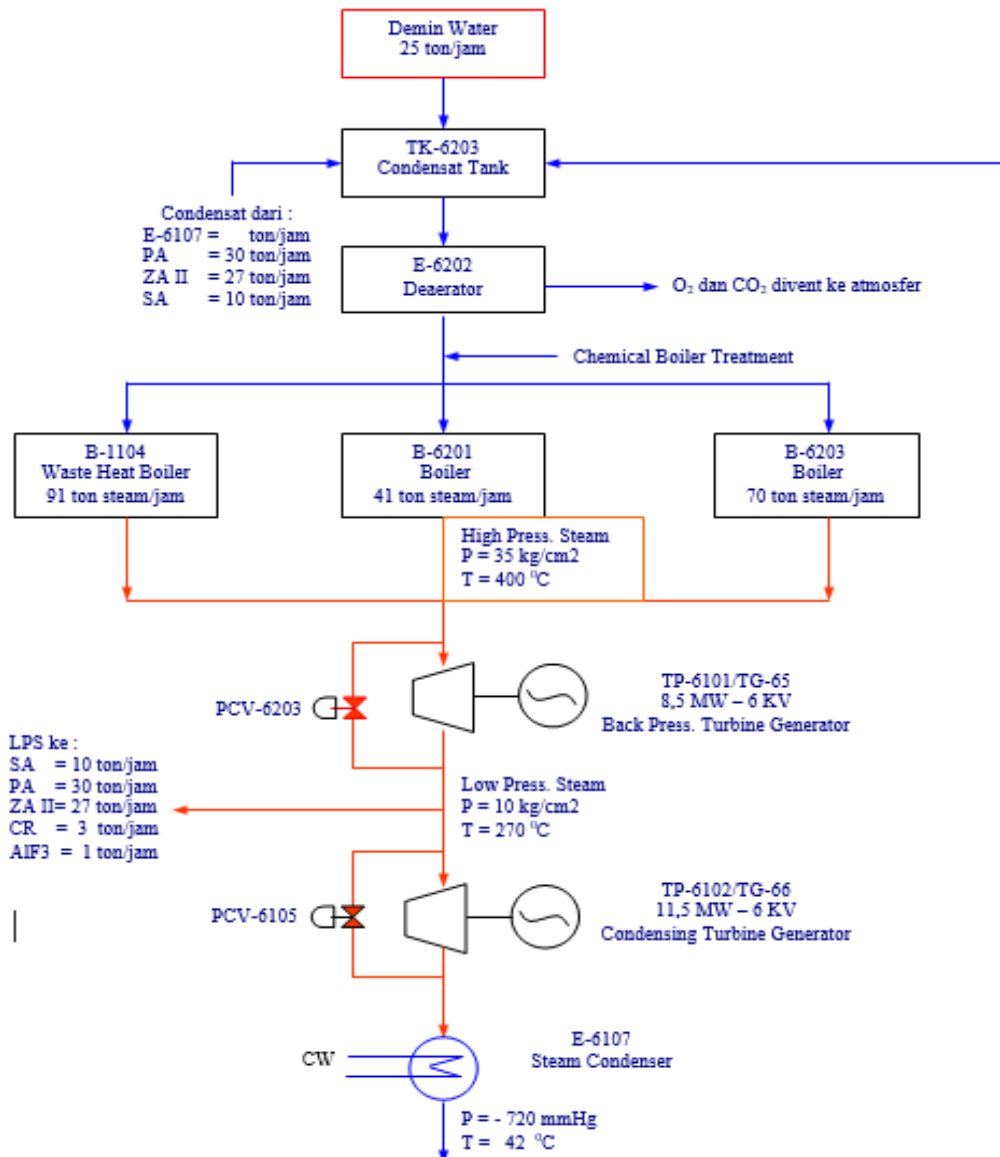 Demin Water
25 ton/jam
TK-6203
Condensat Tank
Condensat dari :
E-6107 = ton/jam
PA = 30 ton/jam
ZA II = 27 ton/jam
SA = 10 ton/jam
E-6202
Deaerator
O₂ dan CO₂ divent ke atmosfer
Chemical Boiler Treatment
B-1104
Waste Heat Boiler
91 ton steam/jam
B-6201
Boiler
41 ton steam/jam
B-6203
Boiler
70 ton steam/jam
High Press. Steam
P = 35 kg/cm2
T = 400 ⁰C
PCV-6203
TP-6101/TG-65
8,5 MW – 6 KV
Back Press. Turbine Generator
LPS ke :
SA = 10 ton/jam
PA = 30 ton/jam
ZA II= 27 ton/jam
CR = 3 ton/jam
AlF3 = 1 ton/jam
Low Press. Steam
P = 10 kg/cm2
T = 270 ⁰C
PCV-6105
TP-6102/TG-66
11,5 MW – 6 KV
Condensing Turbine Generator
CW
E-6107
Steam Condenser
P = - 720 mmHg
T = 42 ⁰C